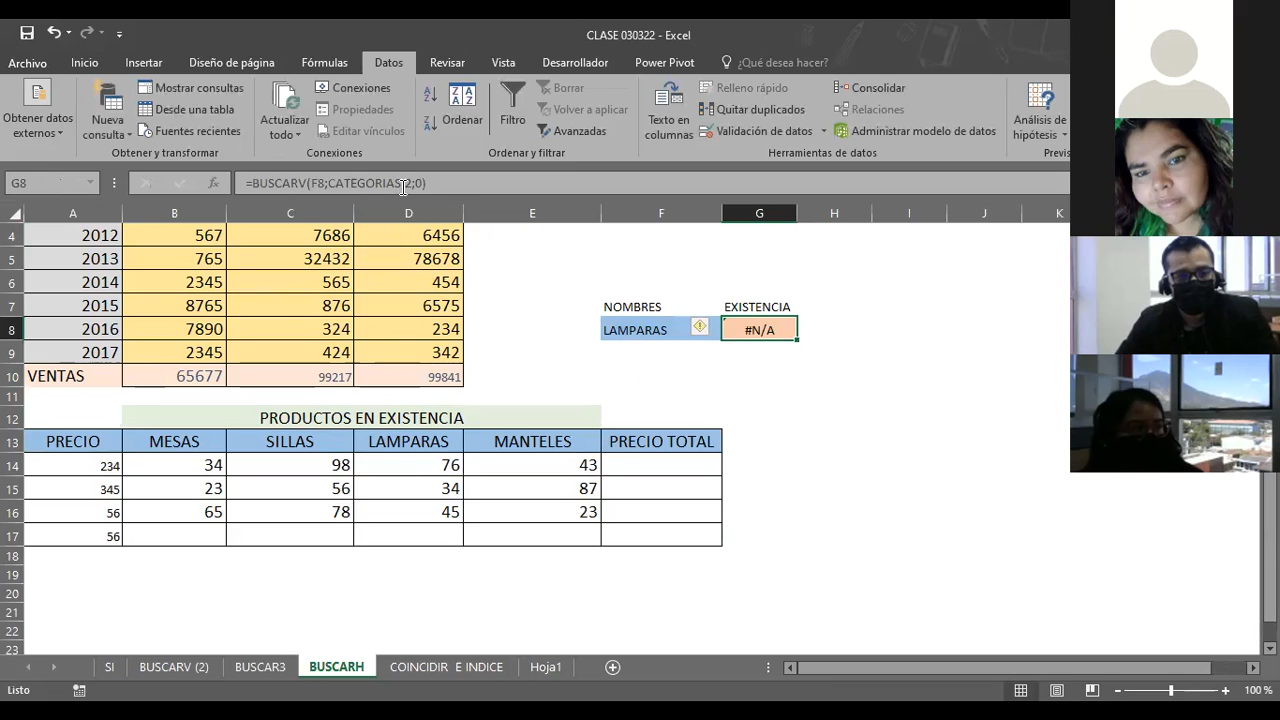 CLASE 030322 - Excel
Archivo Inicio Insertar Diseño de página Fórmulas Datos Revisar Vista Desarrollador Power Pivot ¿Qué desea hacer?
Obtener datos externos
Nueva consulta
Mostrar consultas
Desde una tabla
Fuentes recientes
Obtener y transformar
Actualizar todo
Conexiones
Propiedades
Editar vínculos
Conexiones
Ordenar
Filtro
Borrar
Volver a aplicar
Avanzadas
Ordenar y filtrar
Texto en columnas
Relleno rápido
Quitar duplicados
Validación de datos
Consolidar
Relaciones
Administrar modelo de datos
Análisis de hipótesis
Previs
G8 fx =BUSCARV(F8;CATEGORIAS;2;0)
A B C D E F G H I J K
4 2012 567 7686 6456
5 2013 765 32432 78678
6 2014 2345 565 454
7 2015 8765 876 6575 NOMBRES EXISTENCIA
8 2016 7890 324 234 LAMPARAS #N/A
9 2017 2345 424 342
10 VENTAS 65677 99217 99841
11
12 PRODUCTOS EN EXISTENCIA
13 PRECIO MESAS SILLAS LAMPARAS MANTELES PRECIO TOTAL
14 234 34 98 76 43
15 345 23 56 34 87
16 56 65 78 45 23
17 56
18
19
20
21
22
23
SI BUSCARV (2) BUSCAR3 BUSCARH COINCIDIR E INDICE Hoja1
Listo 100 %